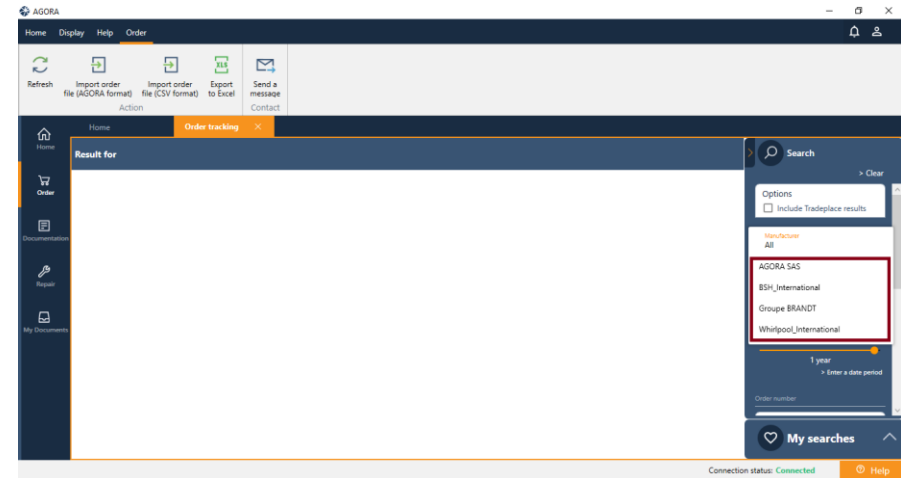 AGORA
Home Display Help Order
Refresh
Import order
file (AGORA format)
Import order
file (CSV format)
XLS
Export
to Excel
Send a
message
Action
Contact
Home
Order tracking
Home
Order
Documentation
Repair
My Documents
Result for
Search
> Clear
Options
Include Tradeplace results
Manufacturer
All
AGORA SAS
BSH_International
Groupe BRANDT
Whirlpool_International
1 year
> Enter a date period
Order number
My searches
Connection status: Connected
Help